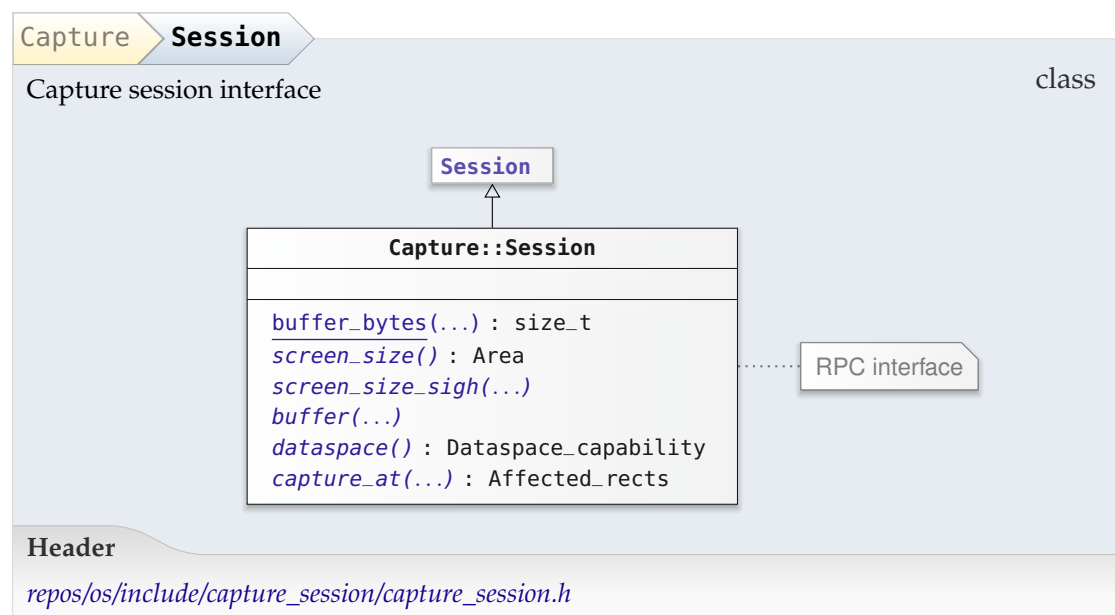 Capture Session
Capture session interface
class
Session
Capture::Session
buffer_bytes(...) : size_t
screen_size() : Area
screen_size_sigh(...)
buffer(...)
dataspace() : Dataspace_capability
capture_at(...) : Affected_rects
RPC interface
Header
repos/os/include/capture_session/capture_session.h